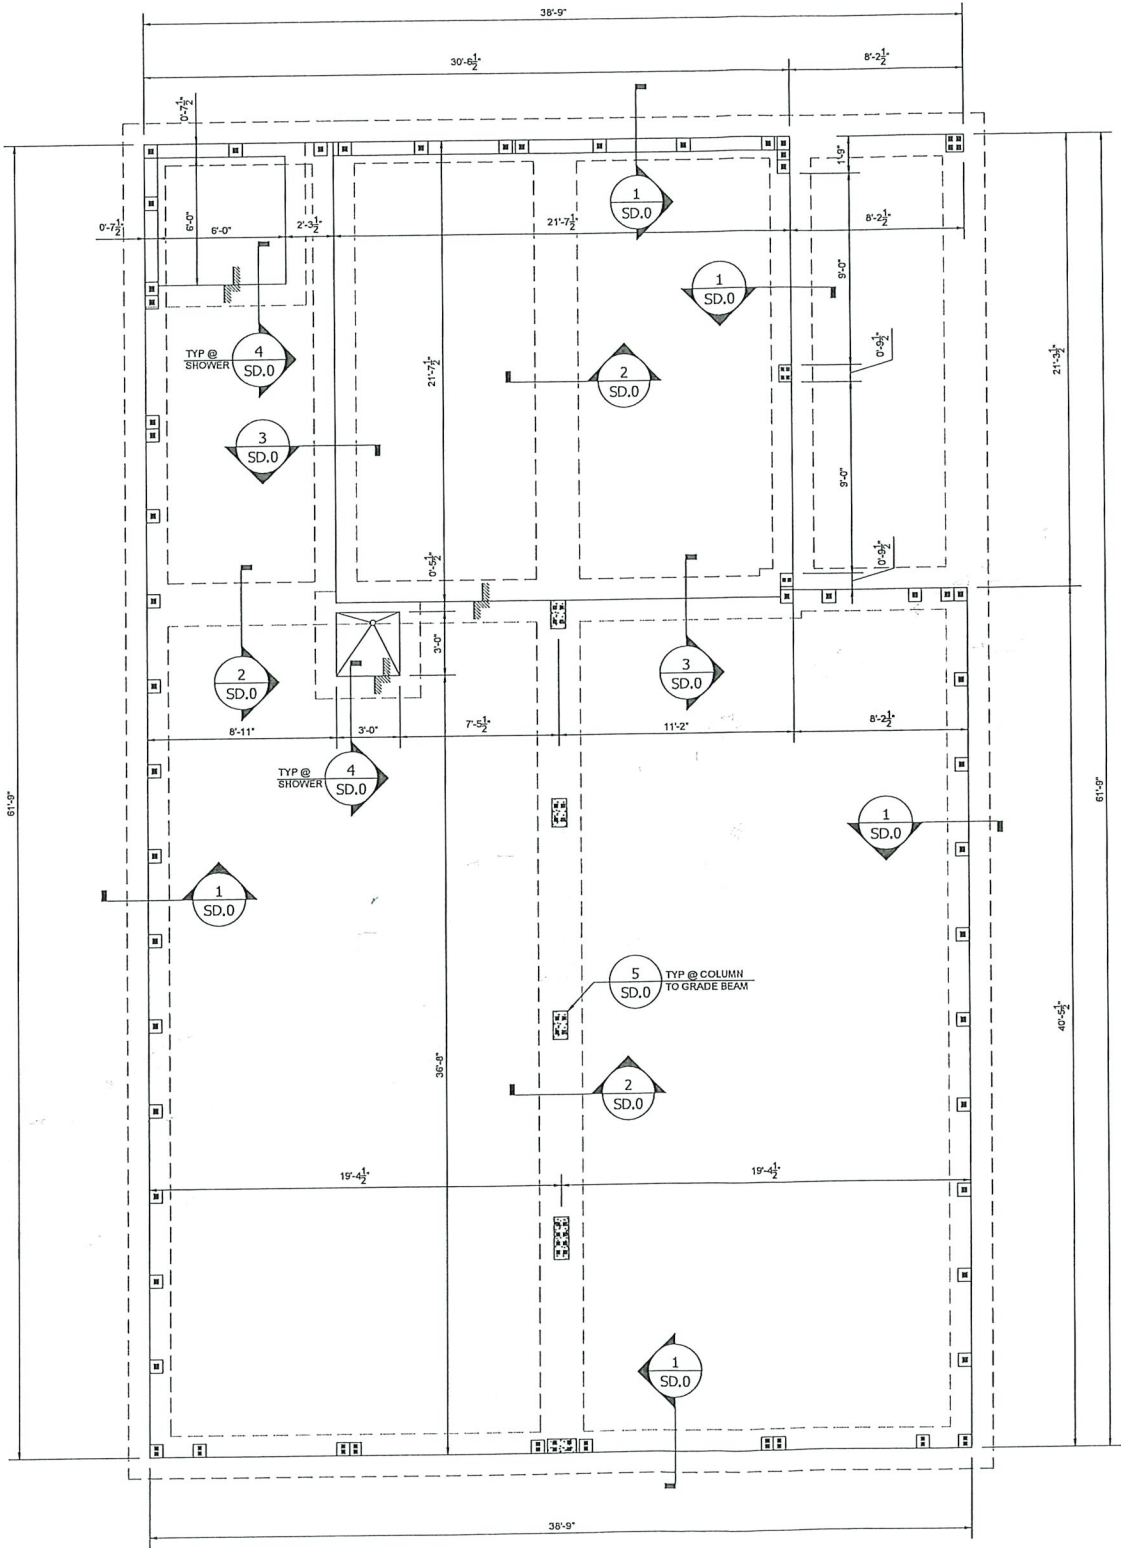 38'-9"
30'-6½"
8'-2½"
0'-7½"
1'-9"
1
SD.0
0'-7½"
6'-0"
6'-0"
2'-3½"
21'-7½"
8'-2½"
9'-0"
1
SD.0
0'-9½"
TYP @
SHOWER
4
SD.0
21'-7½"
2
SD.0
21'-3½"
3
SD.0
9'-0"
0'-5½"
0'-9½"
3'-0"
2
SD.0
3
SD.0
8'-11"
3'-0"
7'-5½"
11'-2"
8'-2½"
TYP @
SHOWER
4
SD.0
61'-9"
61'-9"
1
SD.0
1
SD.0
5
SD.0
TYP @ COLUMN
TO GRADE BEAM
40'-5½"
36'-8"
2
SD.0
19'-4½"
19'-4½"
1
SD.0
38'-9"